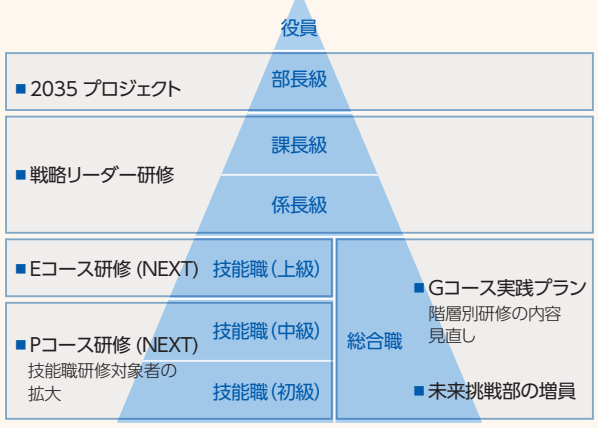 役員
部長級
■ 2035 プロジェクト
課長級
■ 戦略リーダー研修
係長級
■ Eコース研修 (NEXT)
技能職(上級)
■ Pコース研修 (NEXT)
技能職研修対象者の
拡大
技能職(中級)
技能職(初級)
総合職
■ Gコース実践プラン
階層別研修の内容
見直し
■ 未来挑戦部の増員